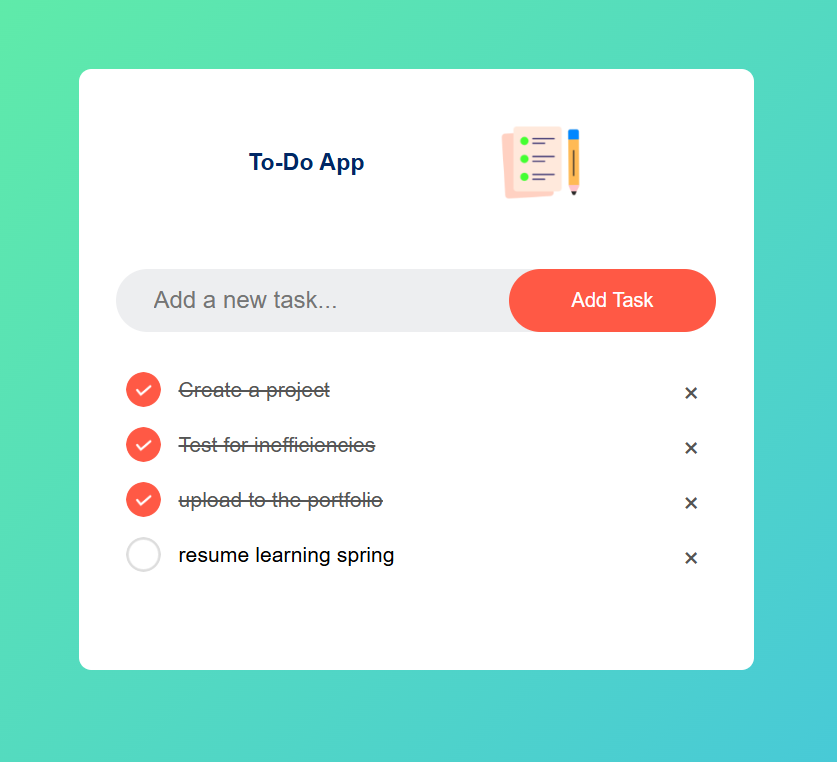 To-Do App
Add a new task...
Add Task
Create a project
×
Test for inefficiencies
×
upload to the portfolio
×
resume learning spring
×